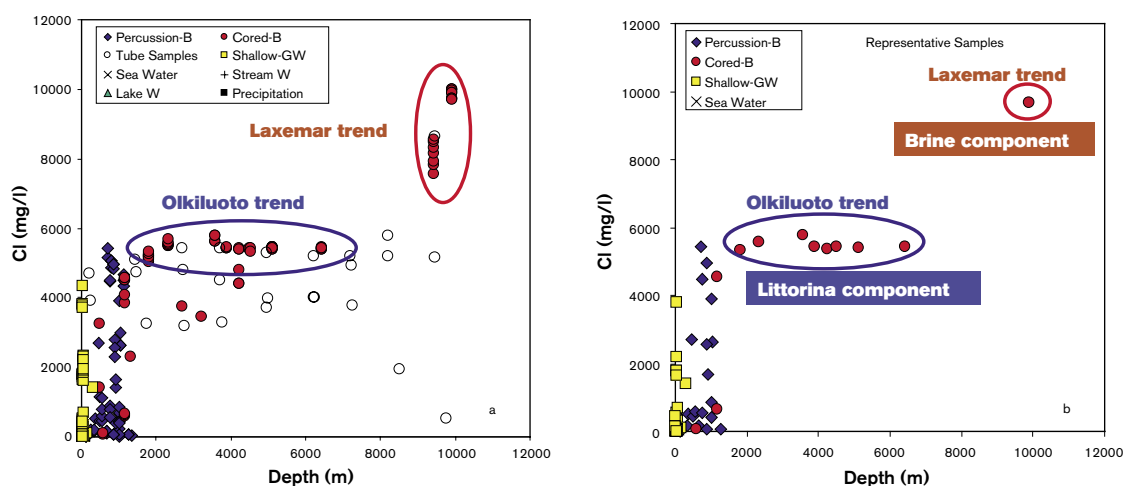 12000
10000
8000
6000
4000
2000
0
Cl (mg/l)
Percussion-B
Cored-B
Tube Samples
Shallow-GW
Sea Water
Stream W
Lake W
Precipitation
Laxemar trend
Olkiluoto trend
a
0 2000 4000 6000 8000 10000 12000
Depth (m)
12000
10000
8000
6000
4000
2000
0
Cl (mg/l)
Percussion-B
Cored-B
Shallow-GW
Sea Water
Representative Samples
Laxemar trend
Brine component
Olkiluoto trend
Littorina component
b
0 2000 4000 6000 8000 10000 12000
Depth (m)